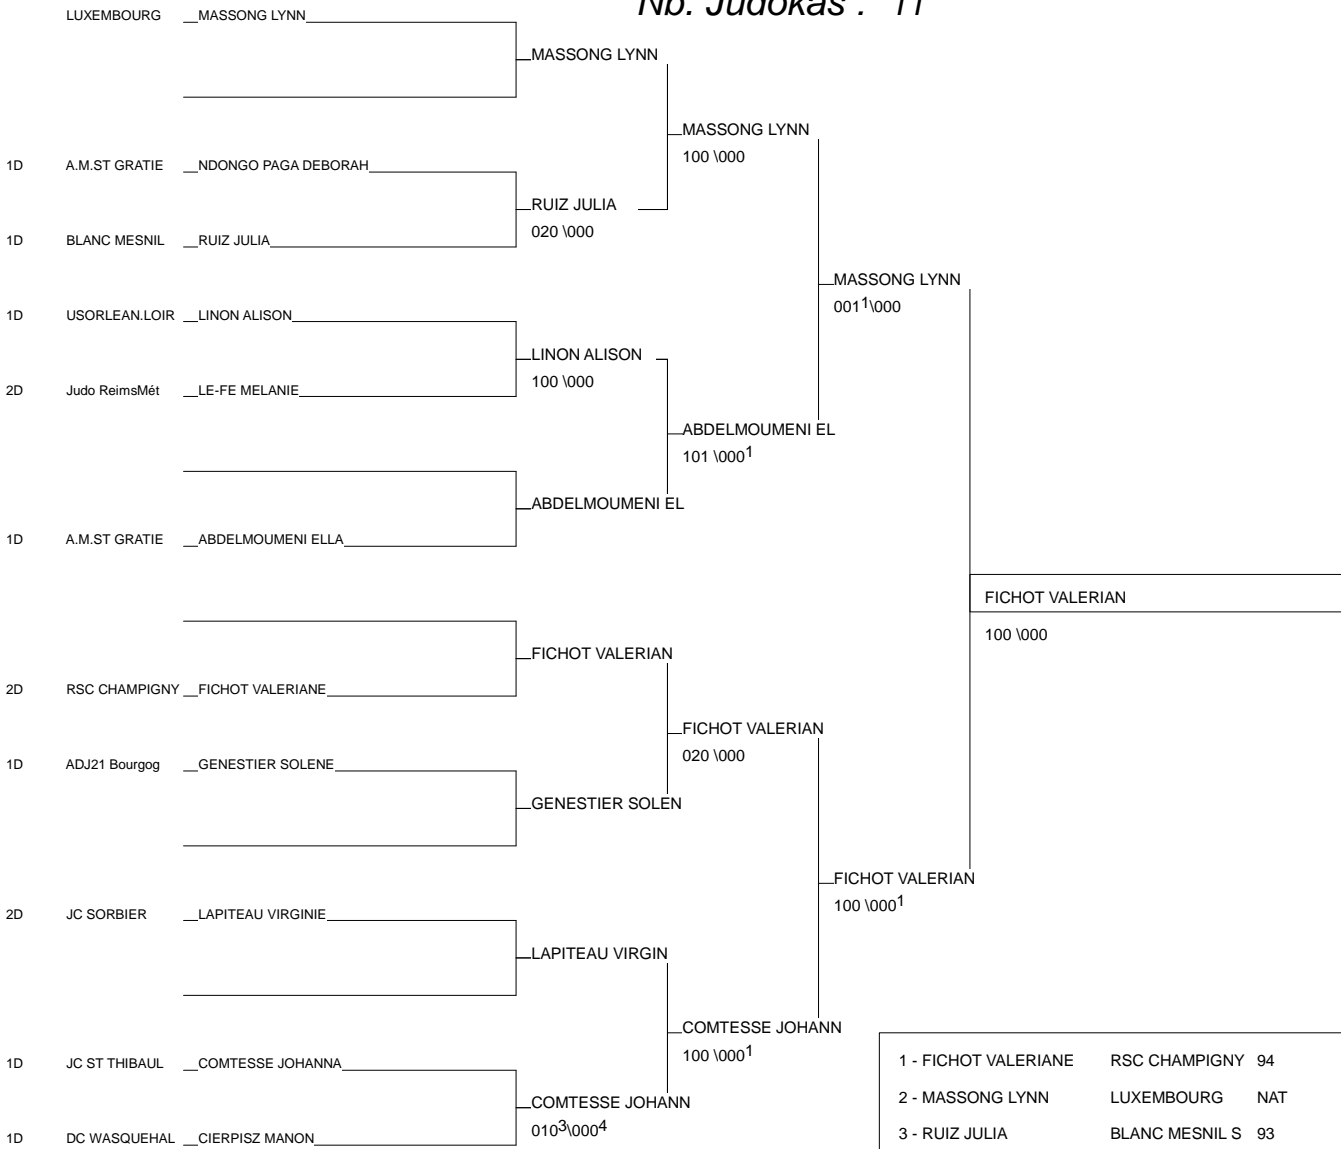 Nb. Judokas : 11
LUXEMBOURG MASSONG LYNN
MASSONG LYNN
MASSONG LYNN
100 \000
1D A.M.ST GRATIE NDONGO PAGA DEBORAH
RUIZ JULIA
020 \000
1D BLANC MESNIL RUIZ JULIA
MASSONG LYNN
001¹\000
1D USORLEAN.LOIR LINON ALISON
LINON ALISON
100 \000
2D Judo ReimsMét LE-FE MELANIE
ABDELMOUMENI EL
101 \000¹
ABDELMOUMENI EL
1D A.M.ST GRATIE ABDELMOUMENI ELLA
FICHOT VALERIAN
100 \000
FICHOT VALERIAN
2D RSC CHAMPIGNY FICHOT VALERIANE
FICHOT VALERIAN
020 \000
1D ADJ21 Bourgog GENESTIER SOLENE
GENESTIER SOLEN
FICHOT VALERIAN
100 \000¹
2D JC SORBIER LAPITEAU VIRGINIE
LAPITEAU VIRGIN
COMTESSE JOHANN
100 \000¹
1D JC ST THIBAUL COMTESSE JOHANNA
COMTESSE JOHANN
010³\000⁴
1D DC WASQUEHAL CIERPISZ MANON
1 - FICHOT VALERIANE RSC CHAMPIGNY 94
2 - MASSONG LYNN LUXEMBOURG NAT
3 - RUIZ JULIA BLANC MESNIL S 93